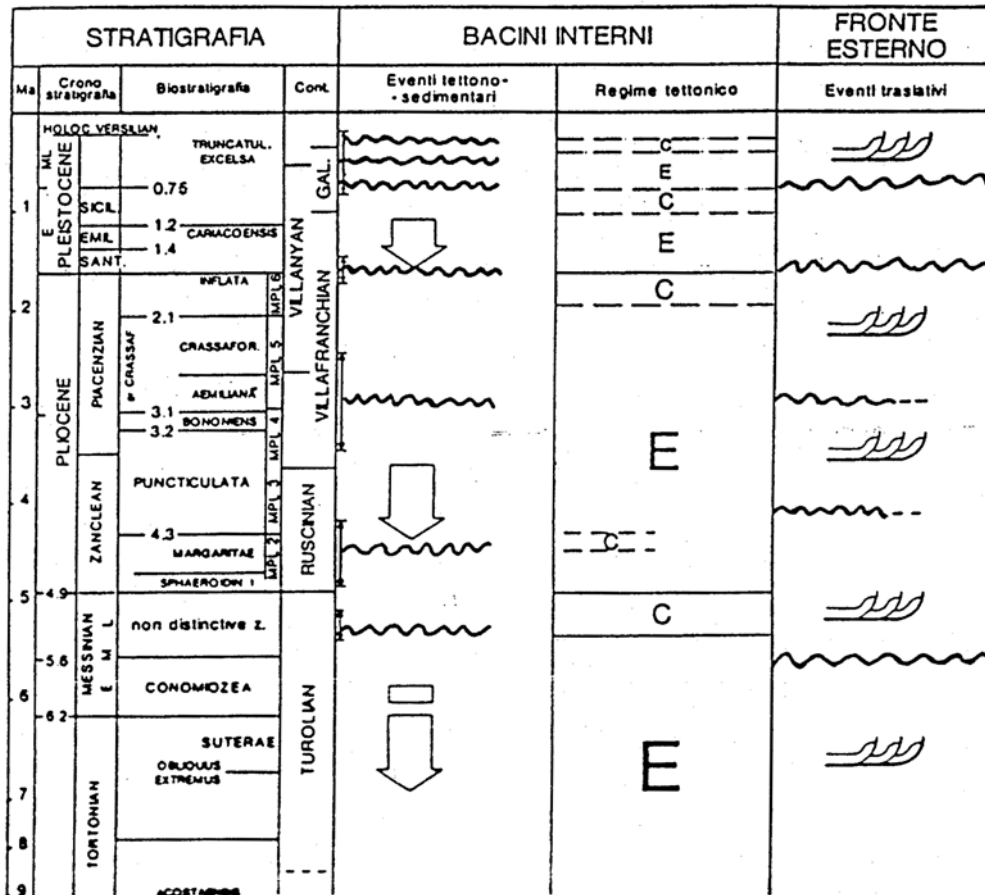 STRATIGRAFIA
BACINI INTERNI
FRONTE
ESTERNO
Ma
Crono
stratigrafia
Biostratigrafia
Cont.
Eventi tettono-
- sedimentari
Regime tettonico
Eventi traslativi
HOLOC VERSILIAN
TRUNCATUL.
EXCELSA
ML
PLEISTOCENE
E
0.75
SICIL.
1
1.2
CARIACOENSIS
EMIL
1.4
SANT.
GAL.
VILLANYAN
VILLAFRANCHIAN
C
E
C
E
C
INFLATA
MPL 6
2
2.1
CRASSAFOR.
MPL 5
CRASSAF
PIACENZIAN
PLIOCENE
AEMILIANA
3
3.1
BONOMIENS
3.2
MPL 4
E
PUNCTICULATA
MPL 3
4
ZANCLEAN
4.3
MARGARITAE
MPL 2
SPHAEROIDIN
RUSCINIAN
C
5
4.9
C
non distinctive z.
MESSINIAN
E M L
5.6
CONOMIOZEA
6
6.2
SUTERAE
OBLIQUUS
EXTREMUS
TUROLIAN
E
7
TORTONIAN
8
9
ACOSTAENSIS